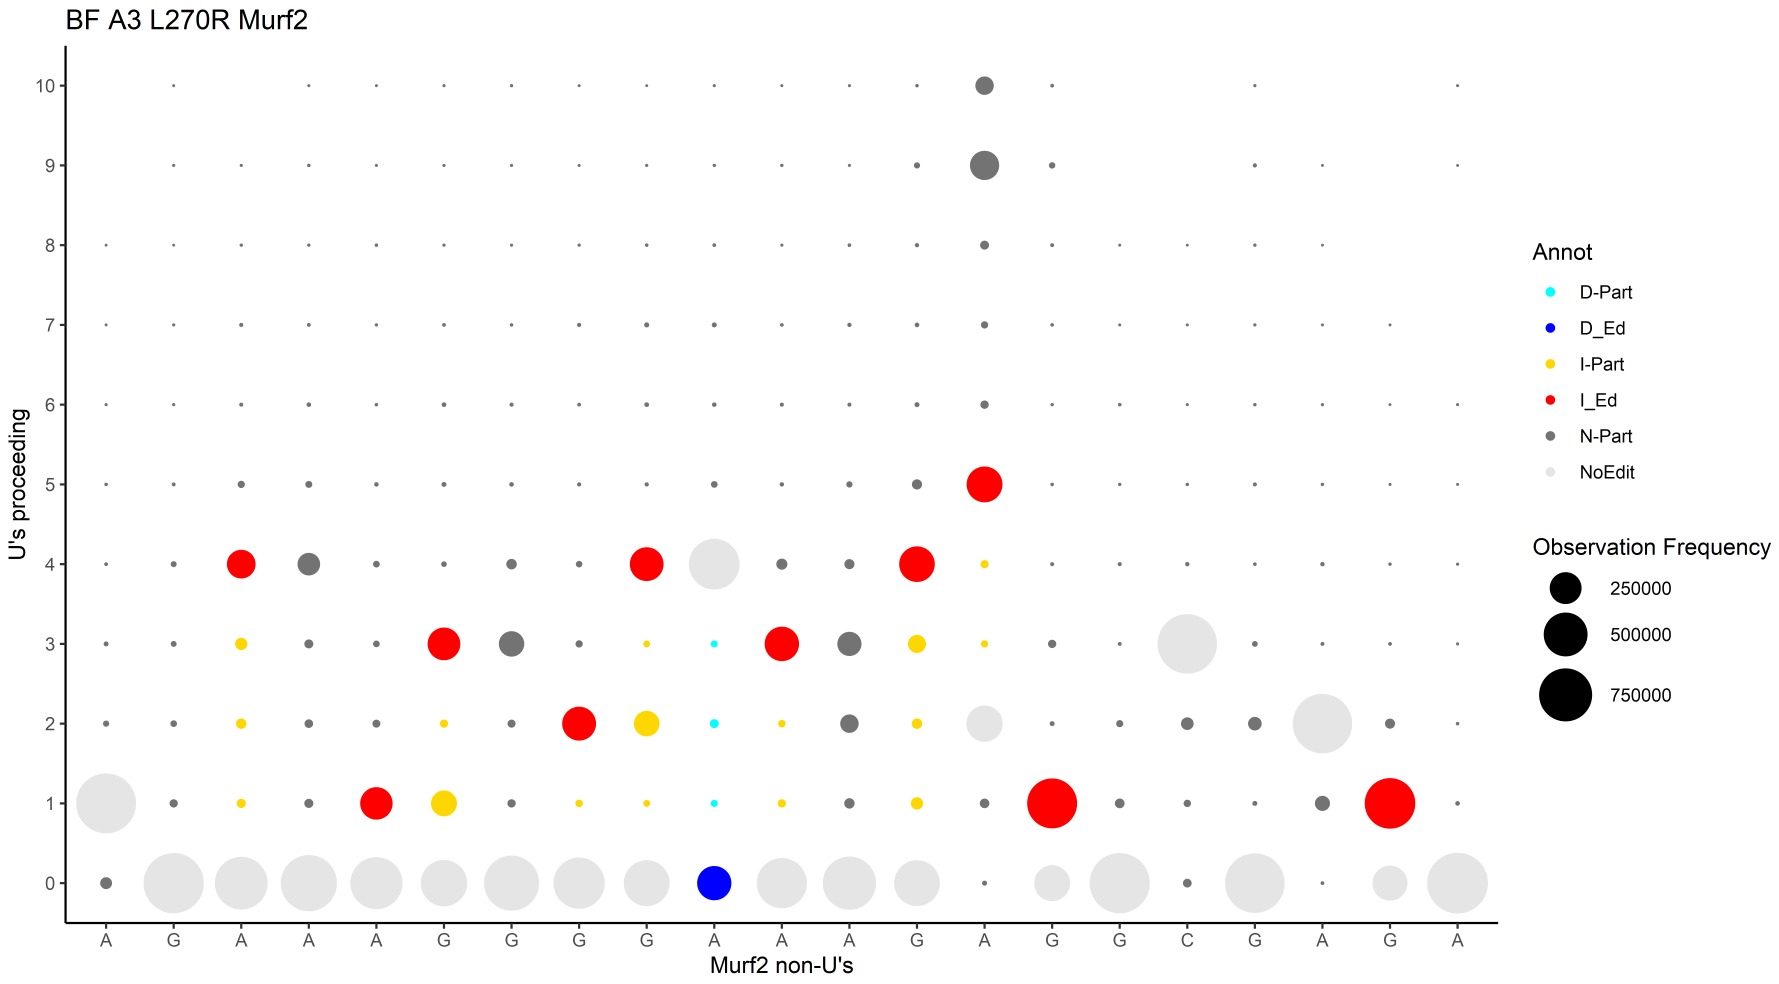 BF A3 L270R Murf2
U's proceeding
10
9
8
7
6
5
4
3
2
1
0
A G A A A G G G G A A A G A G G C G A G A
Murf2 non-U's
Annot
D-Part
D_Ed
I-Part
I_Ed
N-Part
NoEdit
Observation Frequency
250000
500000
750000